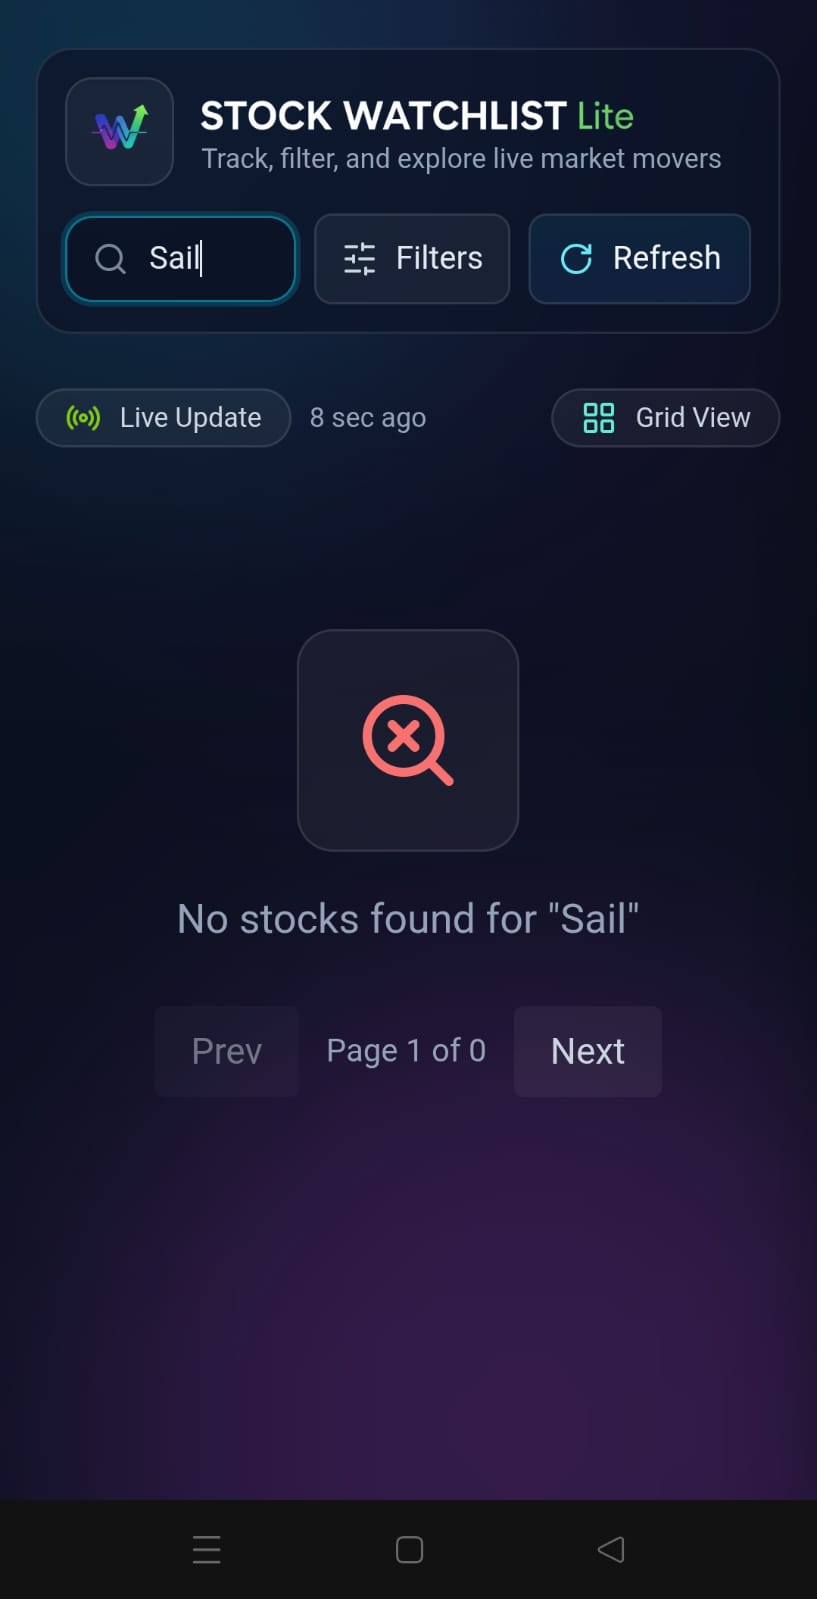 STOCK WATCHLIST Lite
Track, filter, and explore live market movers
Sail
Filters
Refresh
Live Update
8 sec ago
Grid View
No stocks found for "Sail"
Prev
Page 1 of 0
Next